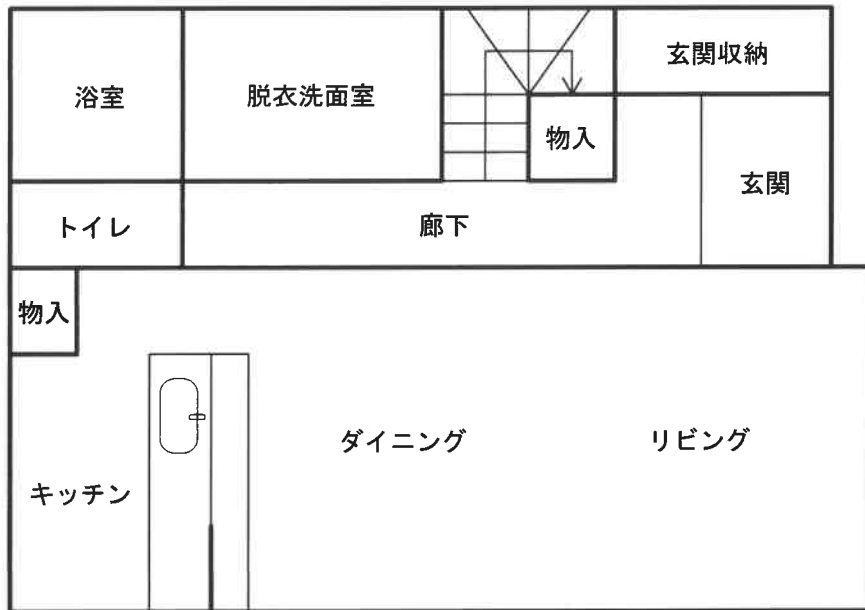 浴室
脱衣洗面室
玄関収納
物入
玄関
トイレ
廊下
物入
キッチン
ダイニング
リビング